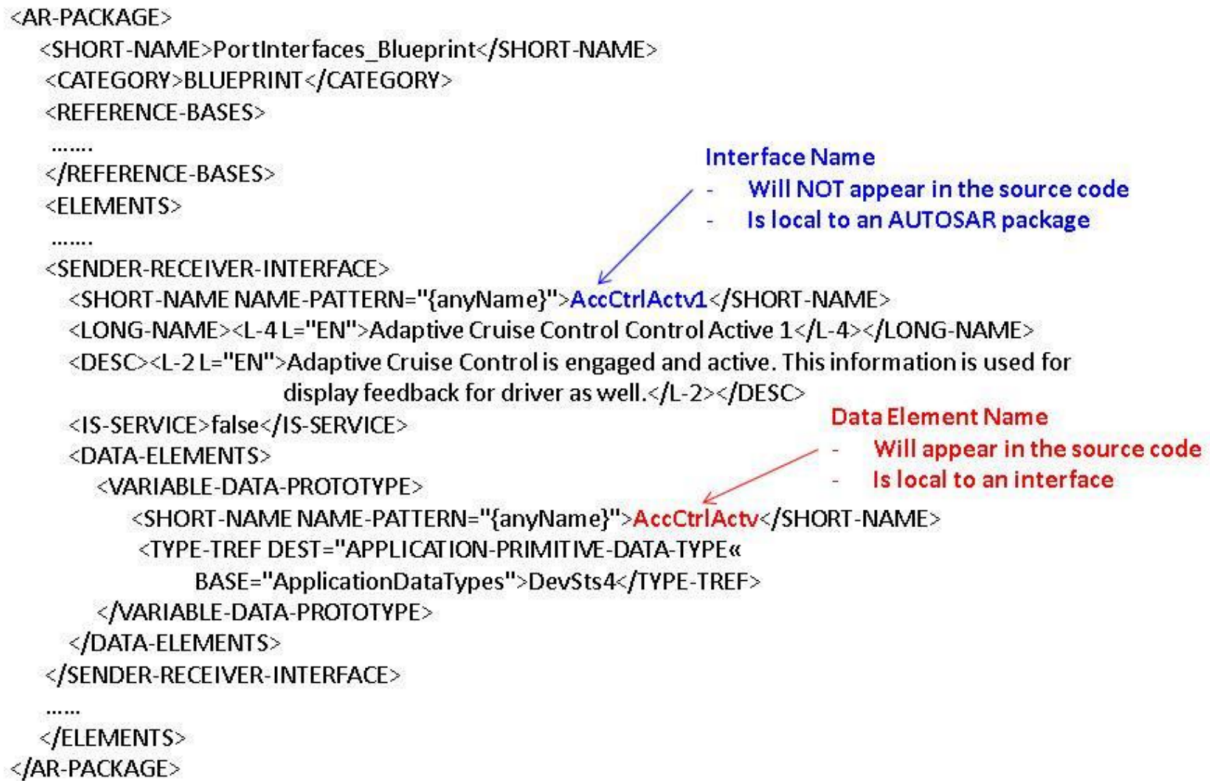 <AR-PACKAGE>
<SHORT-NAME>PortInterfaces_Blueprint</SHORT-NAME>
<CATEGORY>BLUEPRINT</CATEGORY>
<REFERENCE-BASES>
.......
</REFERENCE-BASES>
<ELEMENTS>
.......
Interface Name
- Will NOT appear in the source code
- Is local to an AUTOSAR package
<SENDER-RECEIVER-INTERFACE>
<SHORT-NAME NAME-PATTERN="{anyName}">AccCtrlActv1</SHORT-NAME>
<LONG-NAME><L-4 L="EN">Adaptive Cruise Control Control Active 1</L-4></LONG-NAME>
<DESC><L-2 L="EN">Adaptive Cruise Control is engaged and active. This information is used for
display feedback for driver as well.</L-2></DESC>
<IS-SERVICE>false</IS-SERVICE>
<DATA-ELEMENTS>
Data Element Name
- Will appear in the source code
- Is local to an interface
<VARIABLE-DATA-PROTOTYPE>
<SHORT-NAME NAME-PATTERN="{anyName}">AccCtrlActv</SHORT-NAME>
<TYPE-TREF DEST="APPLICATION-PRIMITIVE-DATA-TYPE«
BASE="ApplicationDataTypes">DevSts4</TYPE-TREF>
</VARIABLE-DATA-PROTOTYPE>
</DATA-ELEMENTS>
</SENDER-RECEIVER-INTERFACE>
......
</ELEMENTS>
</AR-PACKAGE>